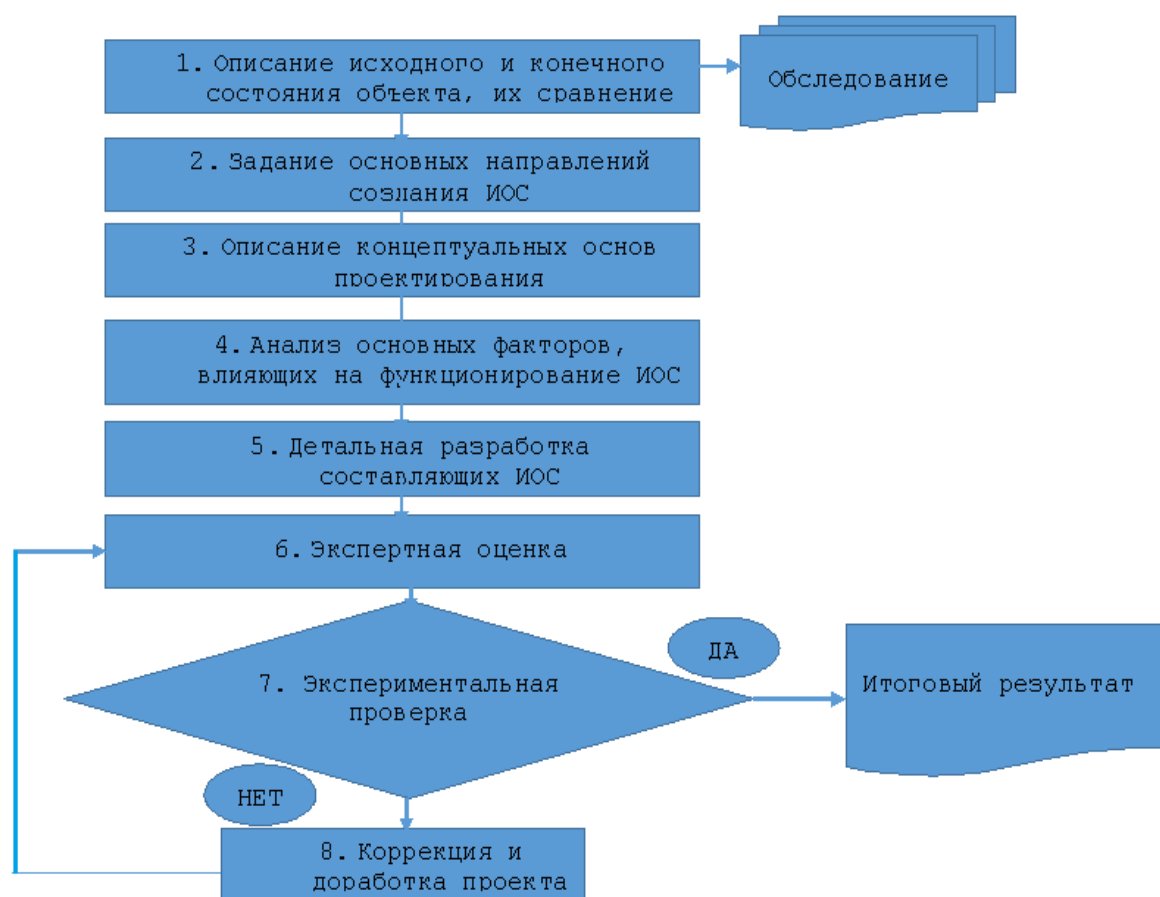 1. Описание исходного и конечного
состояния объекта, их сравнение
Обследование
2. Задание основных направлений
создания ИОС
3. Описание концептуальных основ
проектирования
4. Анализ основных факторов,
влияющих на функционирование ИОС
5. Детальная разработка
составляющих ИОС
6. Экспертная оценка
ДА
7. Экспериментальная
проверка
Итоговый результат
НЕТ
8. Коррекция и
доработка проекта